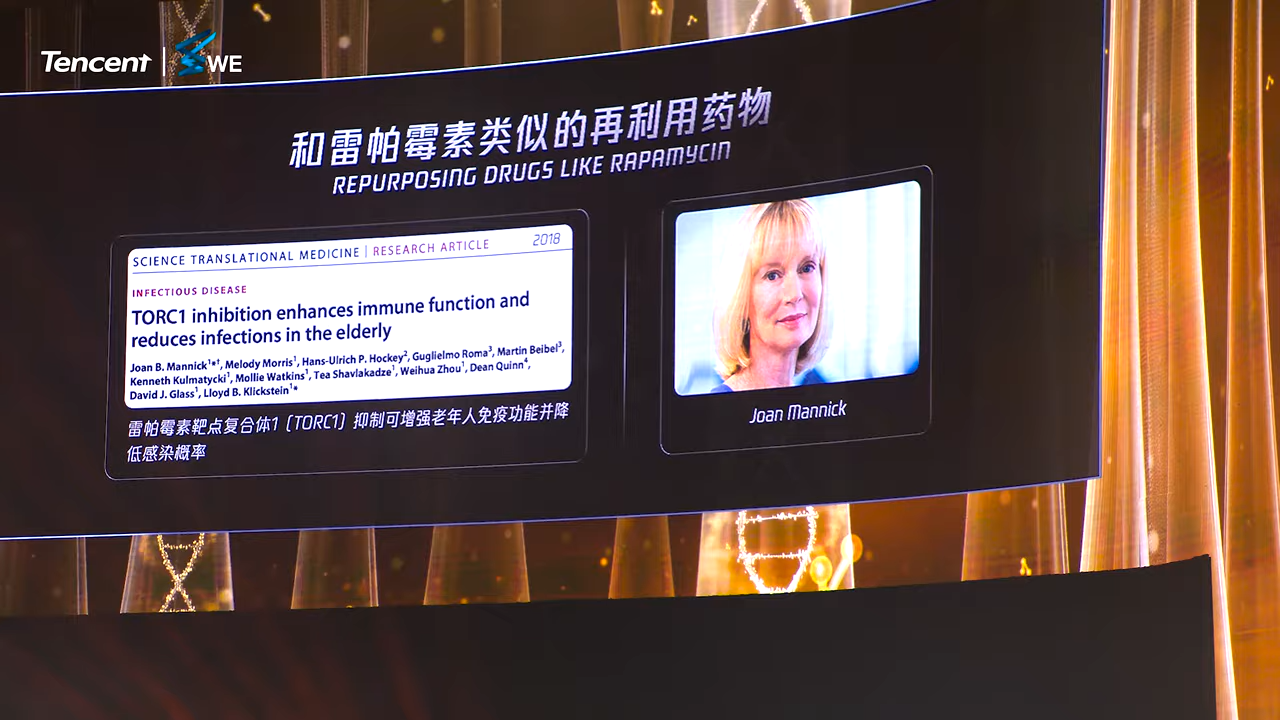 Tencent | WE
和雷帕霉素类似的再利用药物
REPURPOSING DRUGS LIKE RAPAMYCIN
SCIENCE TRANSLATIONAL MEDICINE | RESEARCH ARTICLE 2018
INFECTIOUS DISEASE
TORC1 inhibition enhances immune function and
reduces infections in the elderly
Joan B. Mannick¹*†, Melody Morris¹, Hans-Ulrich P. Hockey², Guglielmo Roma³, Martin Beibel³,
Kenneth Kulmatycki¹, Mollie Watkins¹, Tea Shavlakadze¹, Weihua Zhou¹, Dean Quinn⁴,
David J. Glass¹, Lloyd B. Klickstein¹*
雷帕霉素靶点复合体1（TORC1）抑制可增强老年人免疫功能并降
低感染概率
Joan Mannick